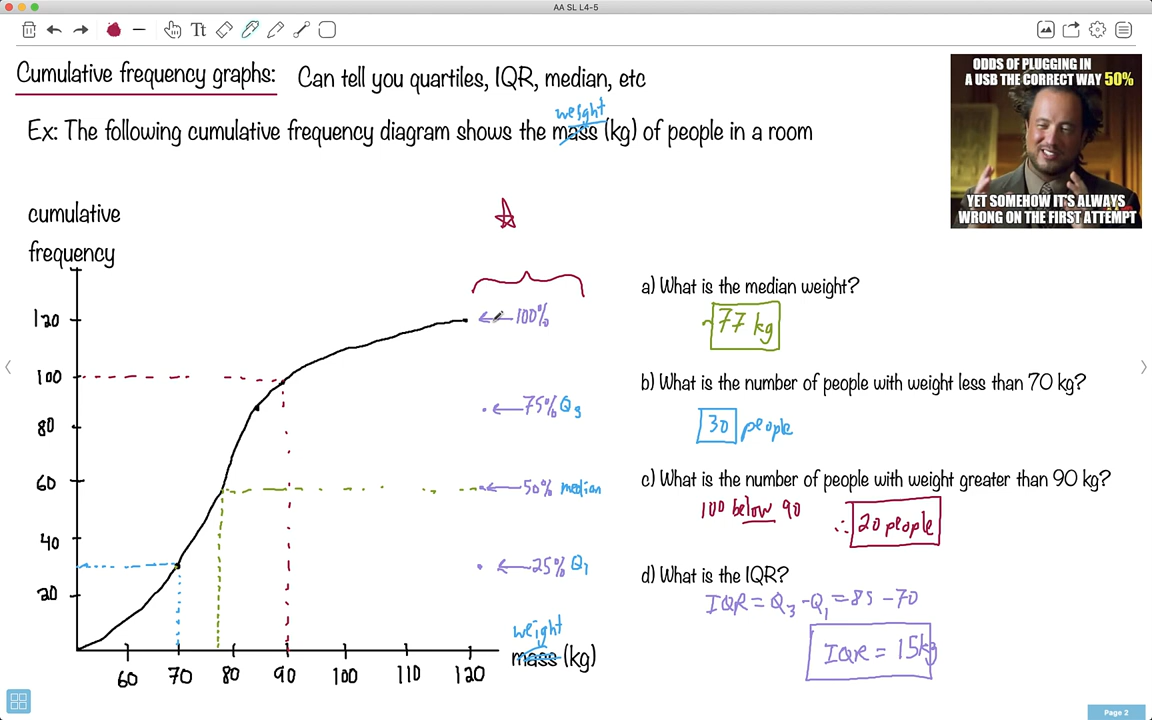 AA SL L4-5
Tt
Cumulative frequency graphs: Can tell you quartiles, IQR, median, etc
weight
Ex: The following cumulative frequency diagram shows the mass (kg) of people in a room
ODDS OF PLUGGING IN
A USB THE CORRECT WAY 50%
YET SOMEHOW IT'S ALWAYS
WRONG ON THE FIRST ATTEMPT
cumulative
frequency
120
100
80
60
40
20
100%
75% Q3
50% median
25% Q1
60 70 80 90 100 110 120
weight
mass (kg)
a) What is the median weight?
~77 kg
b) What is the number of people with weight less than 70 kg?
30 people
c) What is the number of people with weight greater than 90 kg?
100 below 90 ∴ 20 people
d) What is the IQR?
IQR = Q3 - Q1 = 85 - 70
IQR = 15kg
Page 2